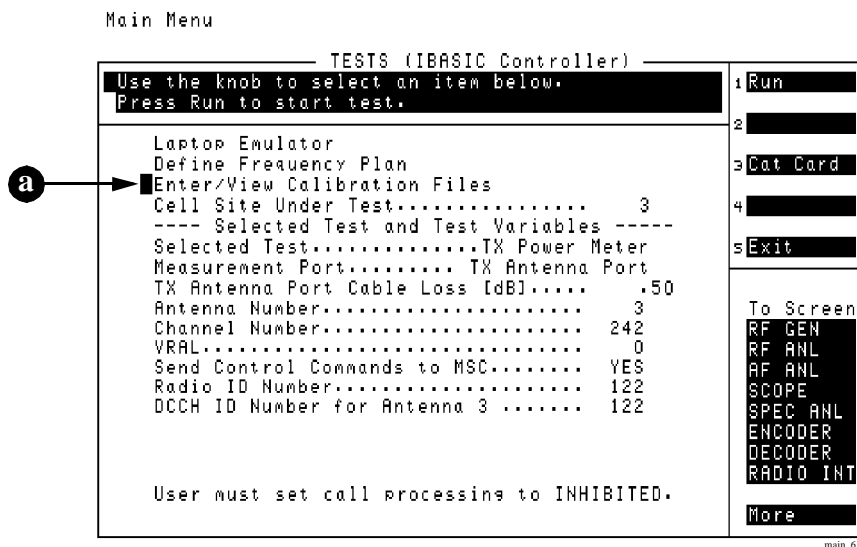 Main Menu
TESTS (IBASIC Controller)
Use the knob to select an item below.
Press Run to start test.
a
Laptop Emulator
Define Frequency Plan
Enter/View Calibration Files
Cell Site Under Test................ 3
---- Selected Test and Test Variables -----
Selected Test..............TX Power Meter
Measurement Port......... TX Antenna Port
TX Antenna Port Cable Loss [dB]..... .50
Antenna Number...................... 3
Channel Number...................... 242
VRAL................................ 0
Send Control Commands to MSC........ YES
Radio ID Number..................... 122
DCCH ID Number for Antenna 3 ....... 122
User must set call processing to INHIBITED.
1 Run
2
3 Cat Card
4
5 Exit
To Screen
RF GEN
RF ANL
AF ANL
SCOPE
SPEC ANL
ENCODER
DECODER
RADIO INT
More